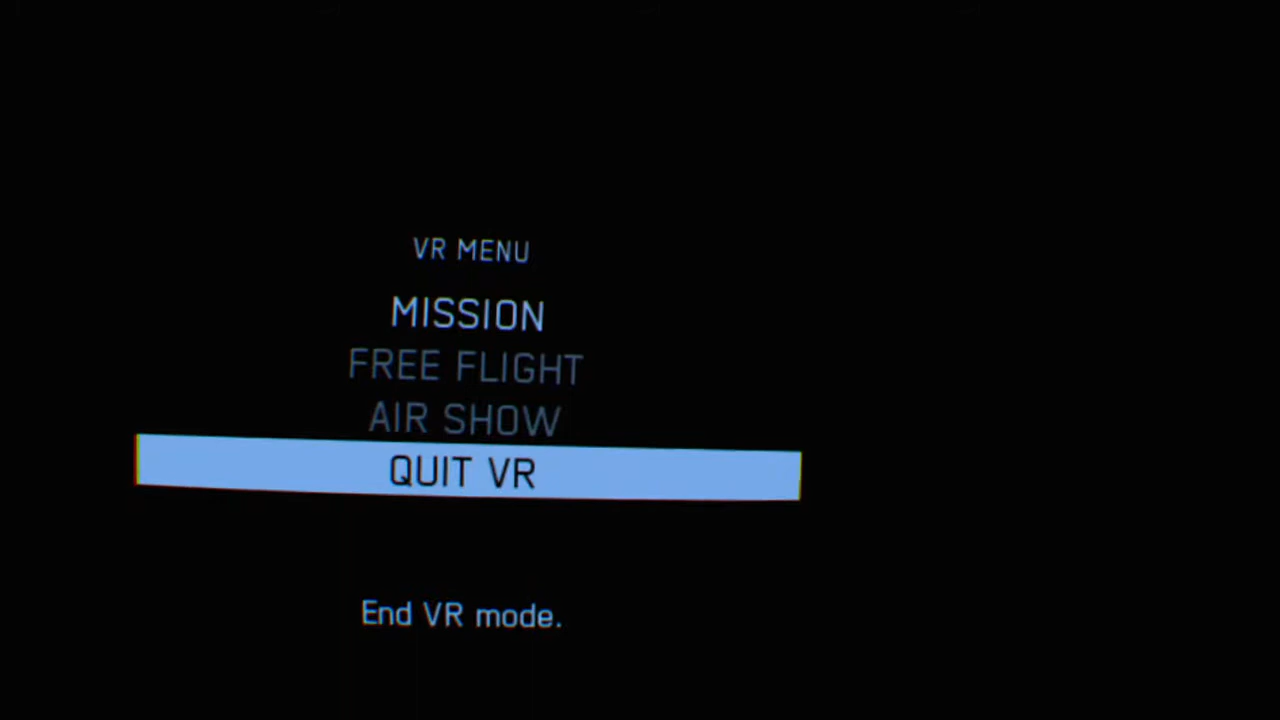 VR MENU
MISSION
FREE FLIGHT
AIR SHOW
QUIT VR
End VR mode.